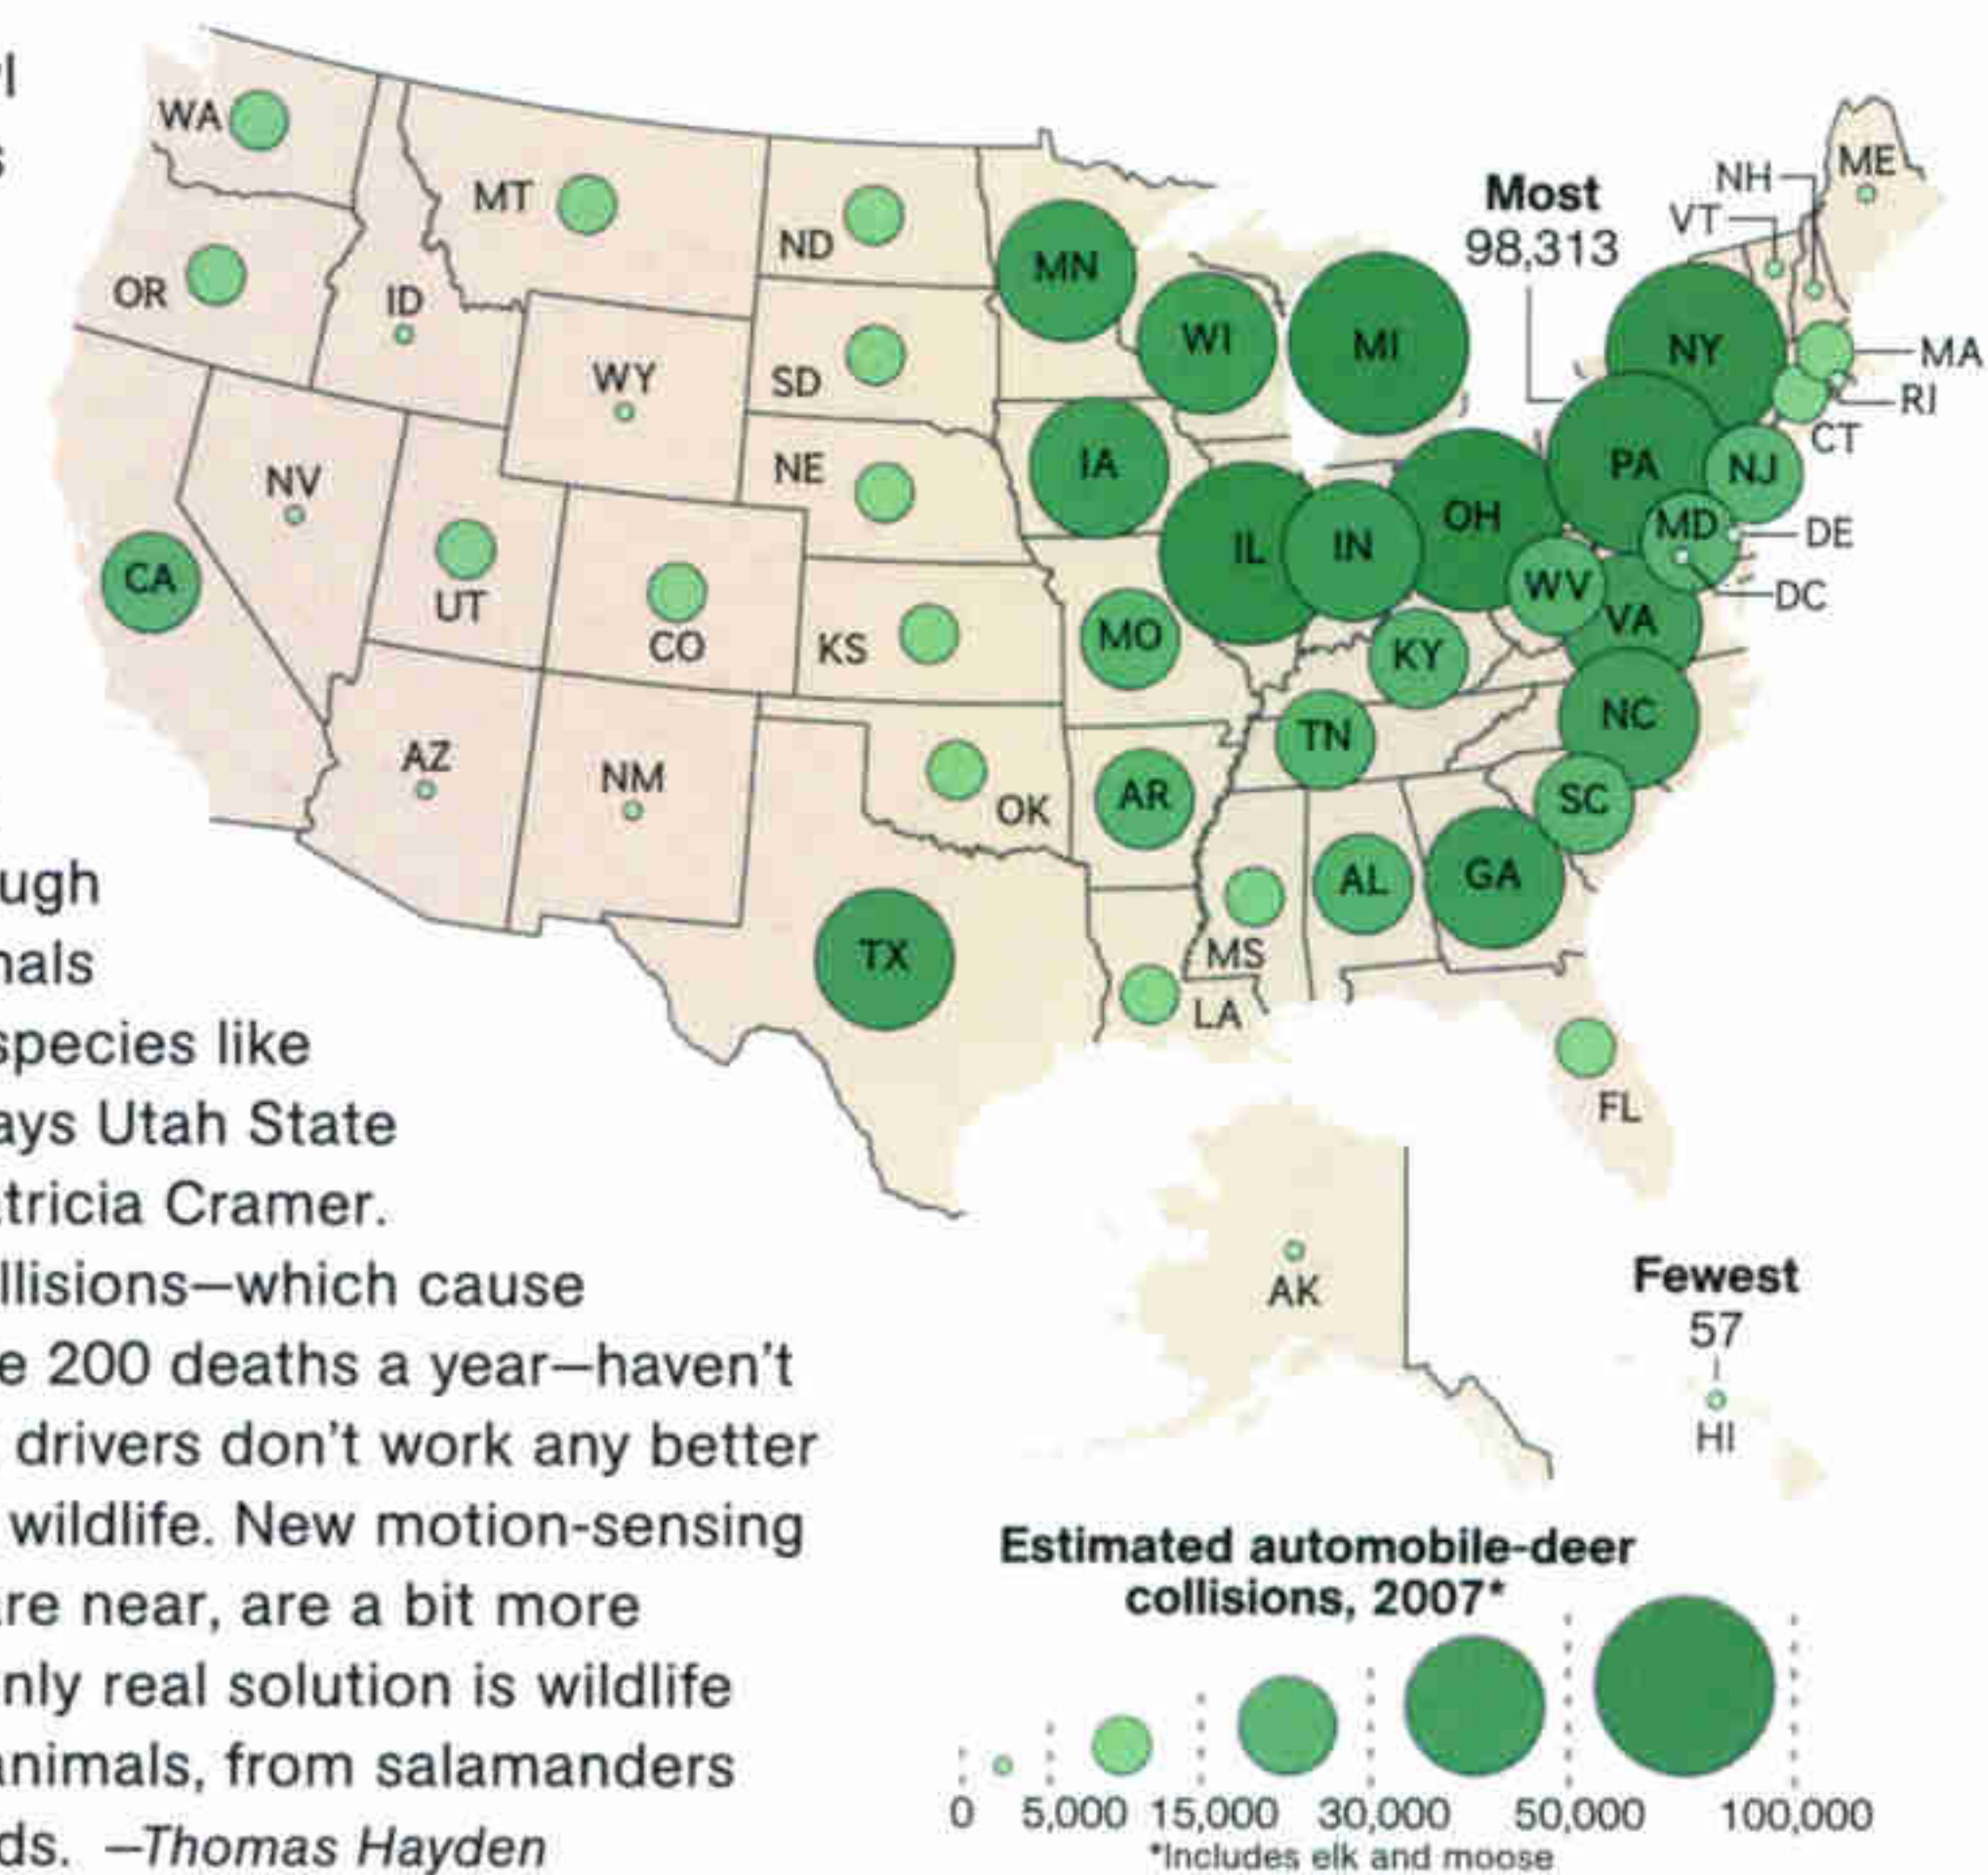 WA
MT
ND
OR
ID
WY
SD
NE
NV
UT
CO
KS
CA
AZ
NM
OK
TX
MN
WI
MI
IA
IL
IN
OH
MO
KY
WV
VA
TN
NC
AR
SC
MS
AL
GA
LA
FL
Most
98,313
NH
ME
VT
NY
MA
RI
CT
PA
NJ
MD
DE
DC
AK
Fewest
57
HI
ugh
nals
species like
ays Utah State
tricia Cramer.
llisions—which cause
e 200 deaths a year—haven't
drivers don't work any better
wildlife. New motion-sensing
re near, are a bit more
nly real solution is wildlife
animals, from salamanders
ds. —Thomas Hayden
Estimated automobile-deer
collisions, 2007*
0 5,000 15,000 30,000 50,000 100,000
*Includes elk and moose